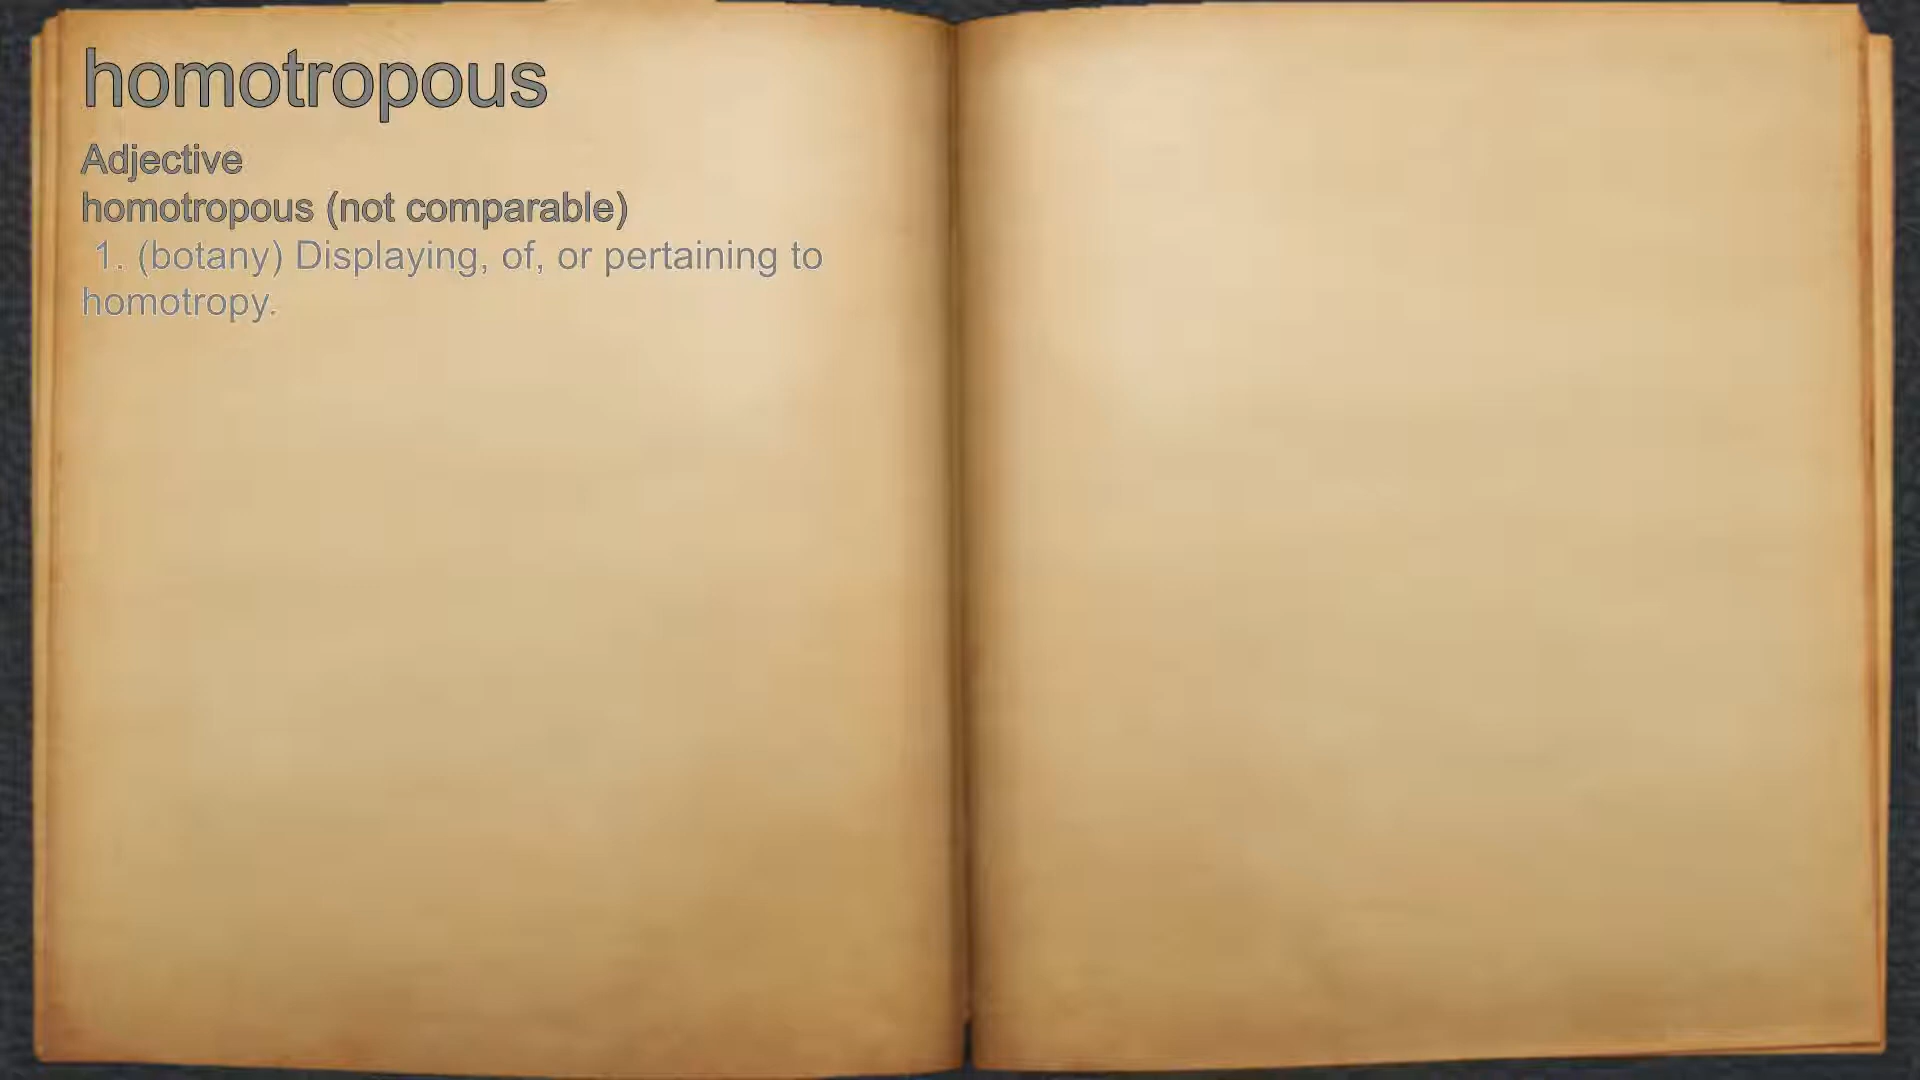 homotropous
Adjective
homotropous (not comparable)
1. (botany) Displaying, of, or pertaining to
homotropy.